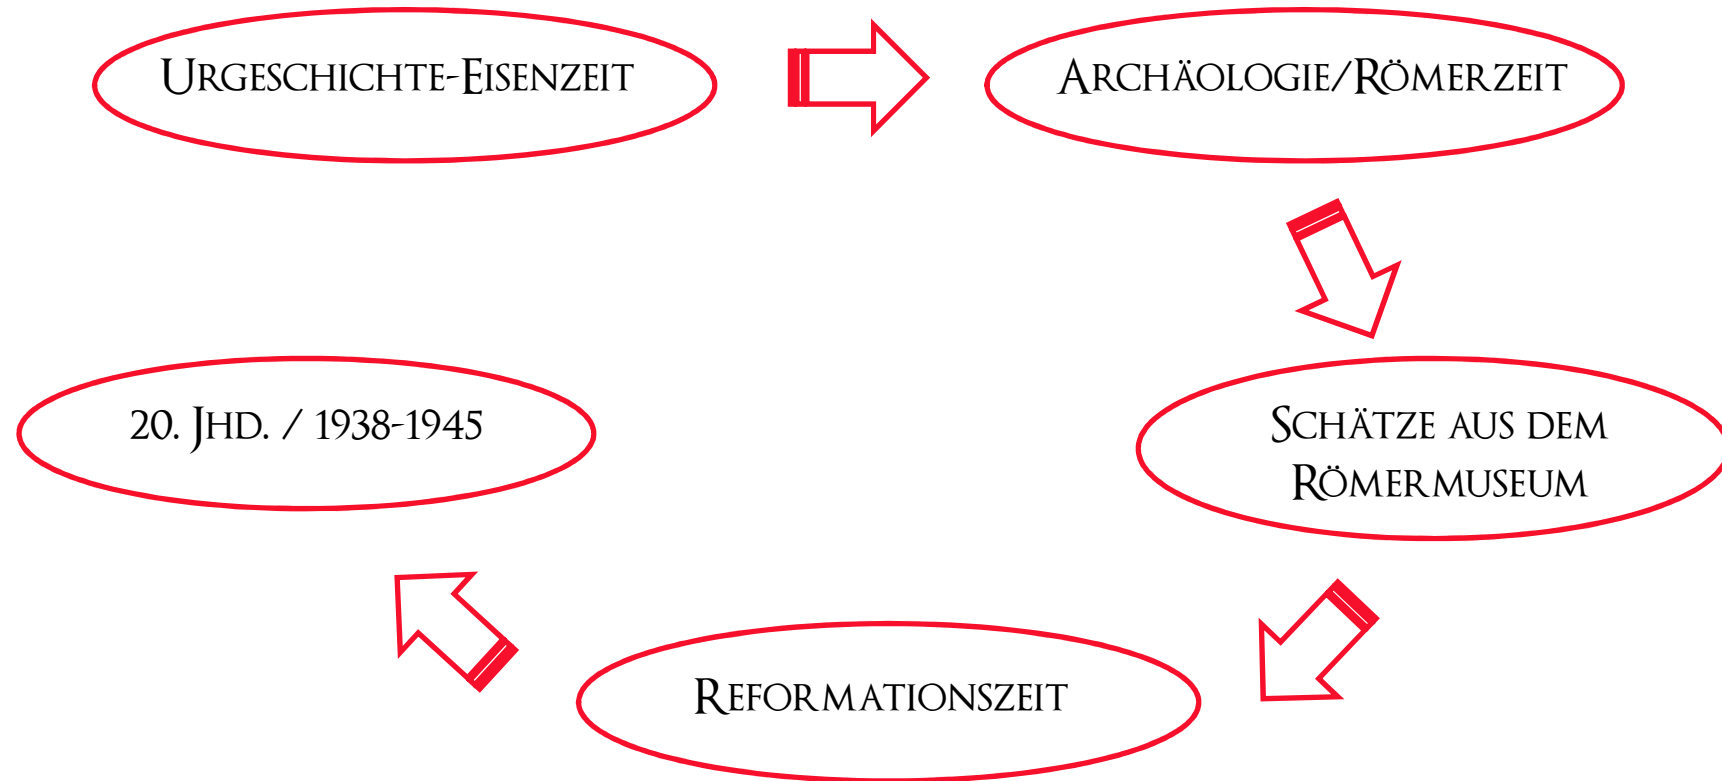 Urgeschichte-Eisenzeit
Archäologie/Römerzeit
Schätze aus dem
Römermuseum
Reformationszeit
20. Jhd. / 1938-1945